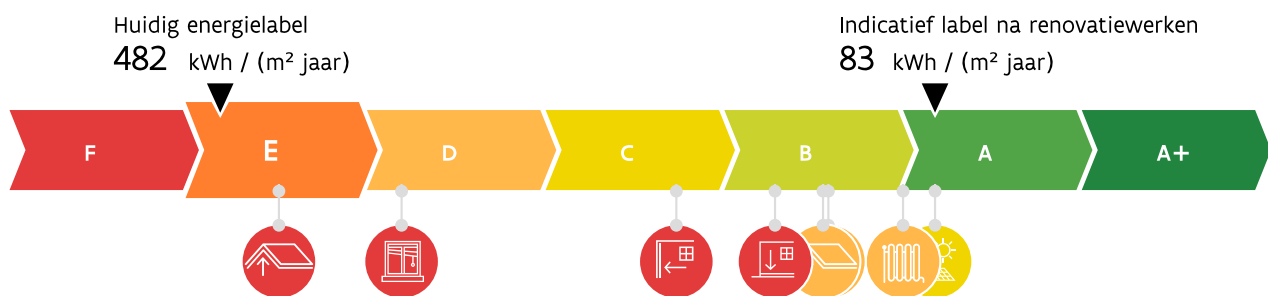 Huidig energielabel
482 kWh / (m² jaar)
Indicatief label na renovatiewerken
83 kWh / (m² jaar)
F E D C B A A+